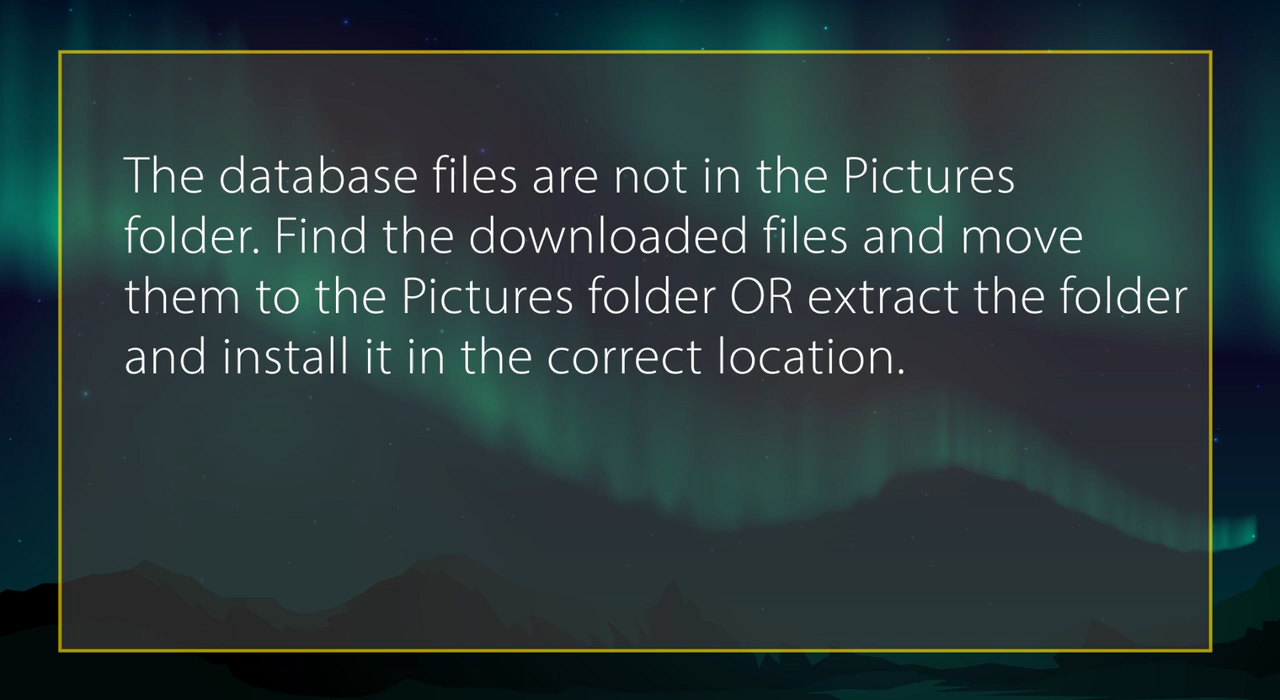 The database files are not in the Pictures
folder. Find the downloaded files and move
them to the Pictures folder OR extract the folder
and install it in the correct location.